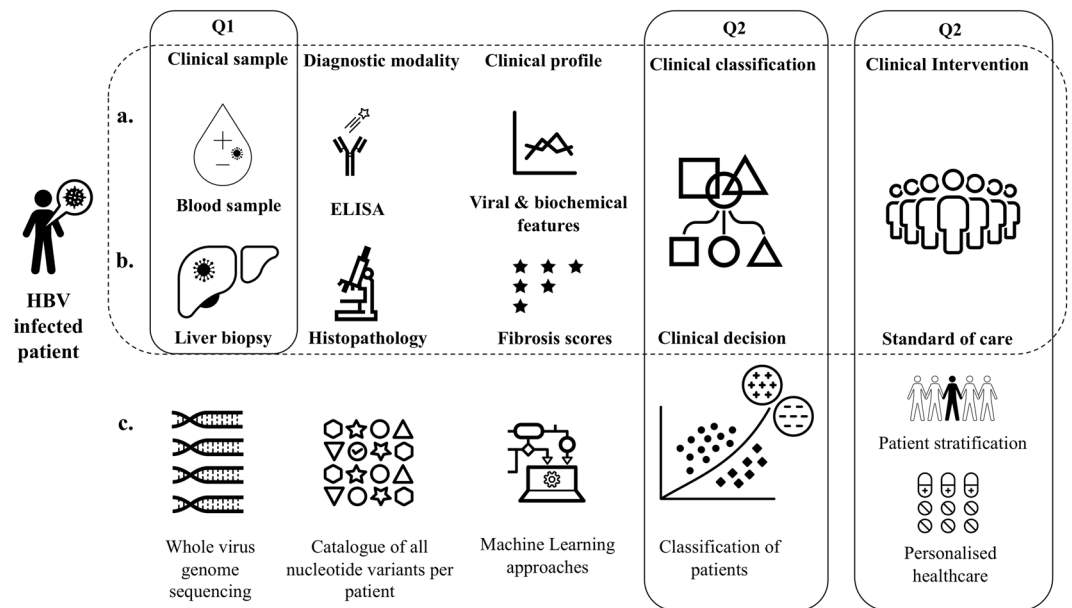 Q1
Q2
Q2
Clinical sample
Diagnostic modality
Clinical profile
Clinical classification
Clinical Intervention
a.
Blood sample
ELISA
Viral & biochemical
features
b.
HBV
infected
patient
Liver biopsy
Histopathology
Fibrosis scores
Clinical decision
Standard of care
c.
Patient stratification
Whole virus
genome
sequencing
Catalogue of all
nucleotide variants per
patient
Machine Learning
approaches
Classification of
patients
Personalised
healthcare